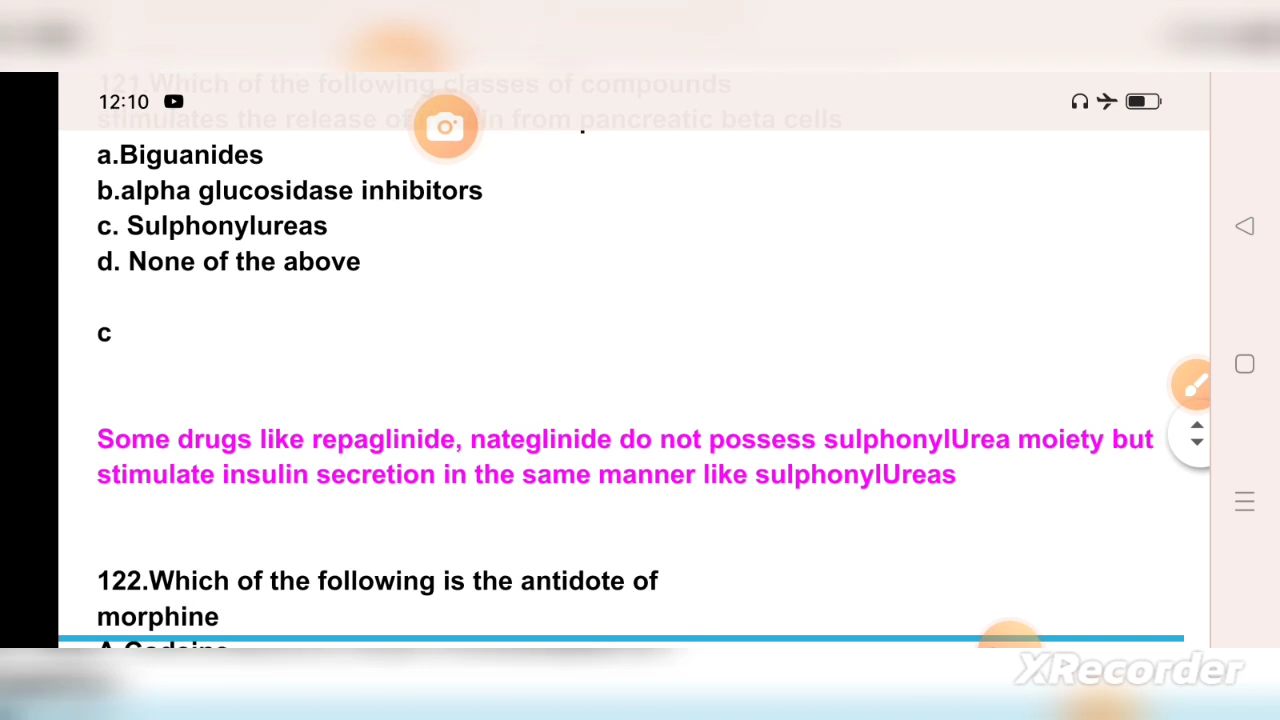 121.Which of the following classes of compounds
12:10
stimulates the release of in from pancreatic beta cells
a.Biguanides
b.alpha glucosidase inhibitors
c. Sulphonylureas
d. None of the above
c
Some drugs like repaglinide, nateglinide do not possess sulphonylUrea moiety but
stimulate insulin secretion in the same manner like sulphonylUreas
122.Which of the following is the antidote of
morphine
A.Codeine
XRecorder